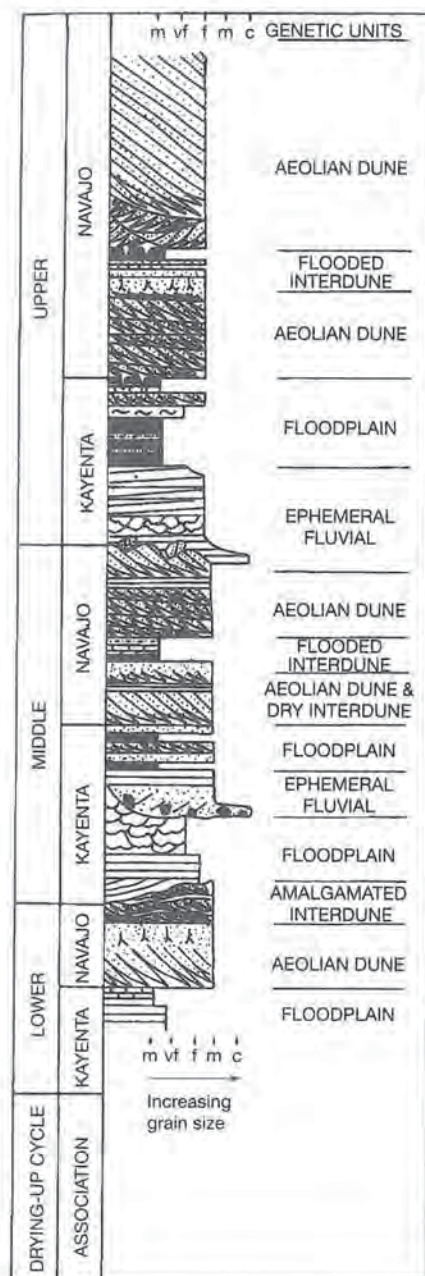 m vf f m c GENETIC UNITS
AEOLIAN DUNE
FLOODED
INTERDUNE
AEOLIAN DUNE
FLOODPLAIN
EPHEMERAL
FLUVIAL
AEOLIAN DUNE
FLOODED
INTERDUNE
AEOLIAN DUNE &
DRY INTERDUNE
FLOODPLAIN
EPHEMERAL
FLUVIAL
FLOODPLAIN
AMALGAMATED
INTERDUNE
AEOLIAN DUNE
FLOODPLAIN
m vf f m c
Increasing
grain size
UPPER
MIDDLE
LOWER
DRYING-UP CYCLE
NAVAJO
KAYENTA
NAVAJO
KAYENTA
NAVAJO
KAYENTA
ASSOCIATION